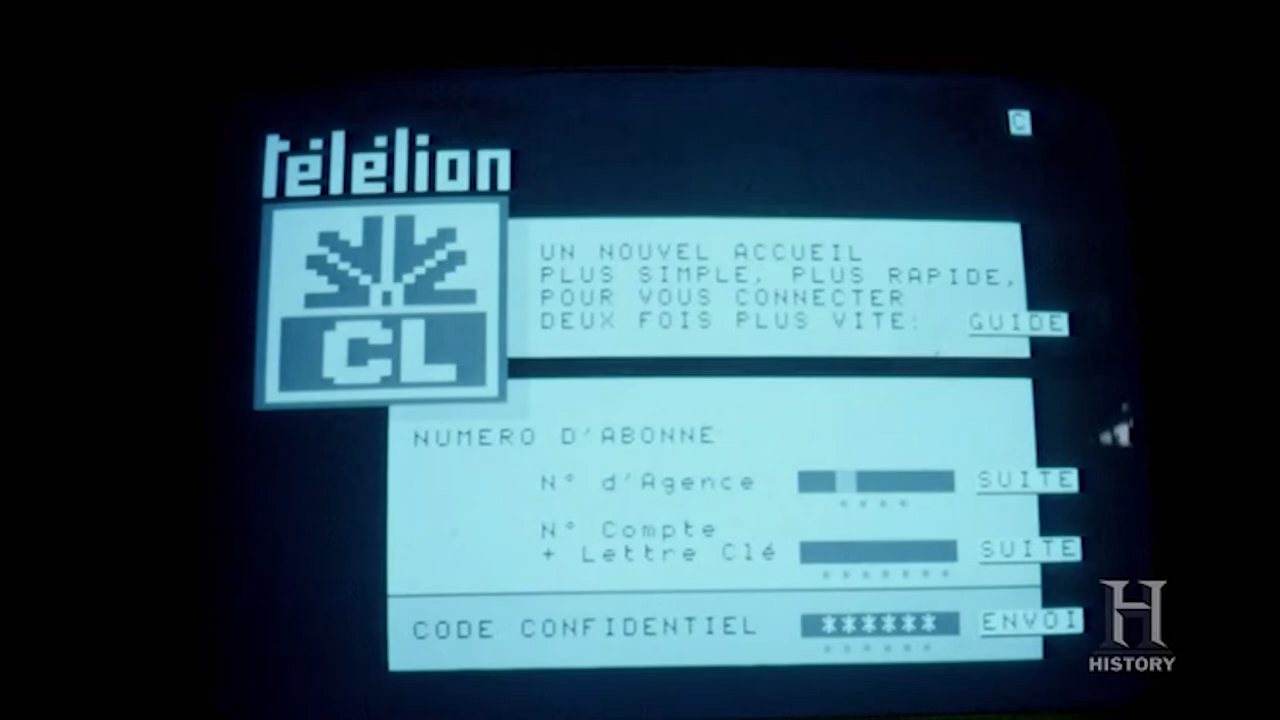 C
télélion
CL
UN NOUVEL ACCUEIL
PLUS SIMPLE, PLUS RAPIDE,
POUR VOUS CONNECTER
DEUX FOIS PLUS VITE: GUIDE
NUMERO D'ABONNE
N° d'Agence SUITE
N° Compte
+ Lettre Clé SUITE
CODE CONFIDENTIEL ****** ENVOI
H
HISTORY